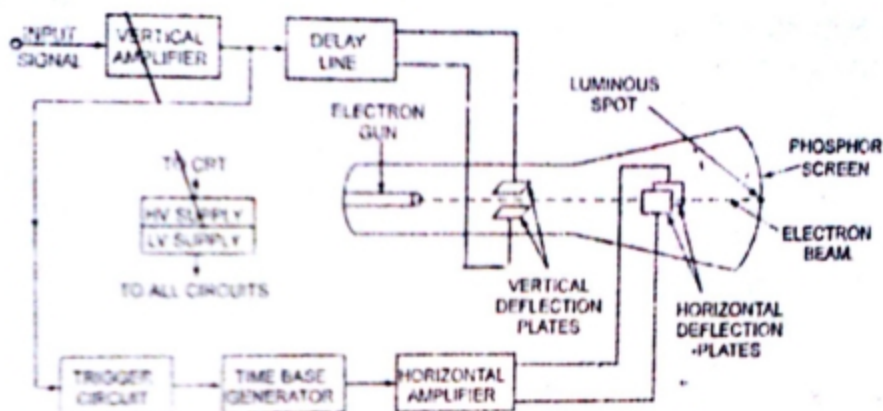 INPUT
SIGNAL
VERTICAL
AMPLIFIER
DELAY
LINE
ELECTRON
GUN
LUMINOUS
SPOT
PHOSPHOR
SCREEN
TO CRT
HV SUPPLY
LV SUPPLY
TO ALL CIRCUITS
ELECTRON
BEAM
VERTICAL
DEFLECTION
PLATES
HORIZONTAL
DEFLECTION
PLATES
TRIGGER
CIRCUIT
TIME BASE
GENERATOR
HORIZONTAL
AMPLIFIER